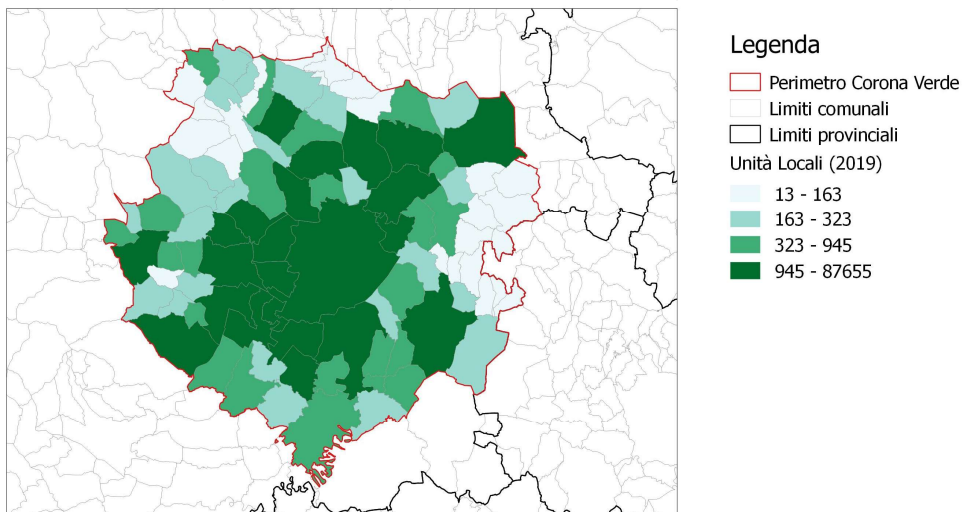 Legenda
Perimetro Corona Verde
Limiti comunali
Limiti provinciali
Unità Locali (2019)
13 - 163
163 - 323
323 - 945
945 - 87655